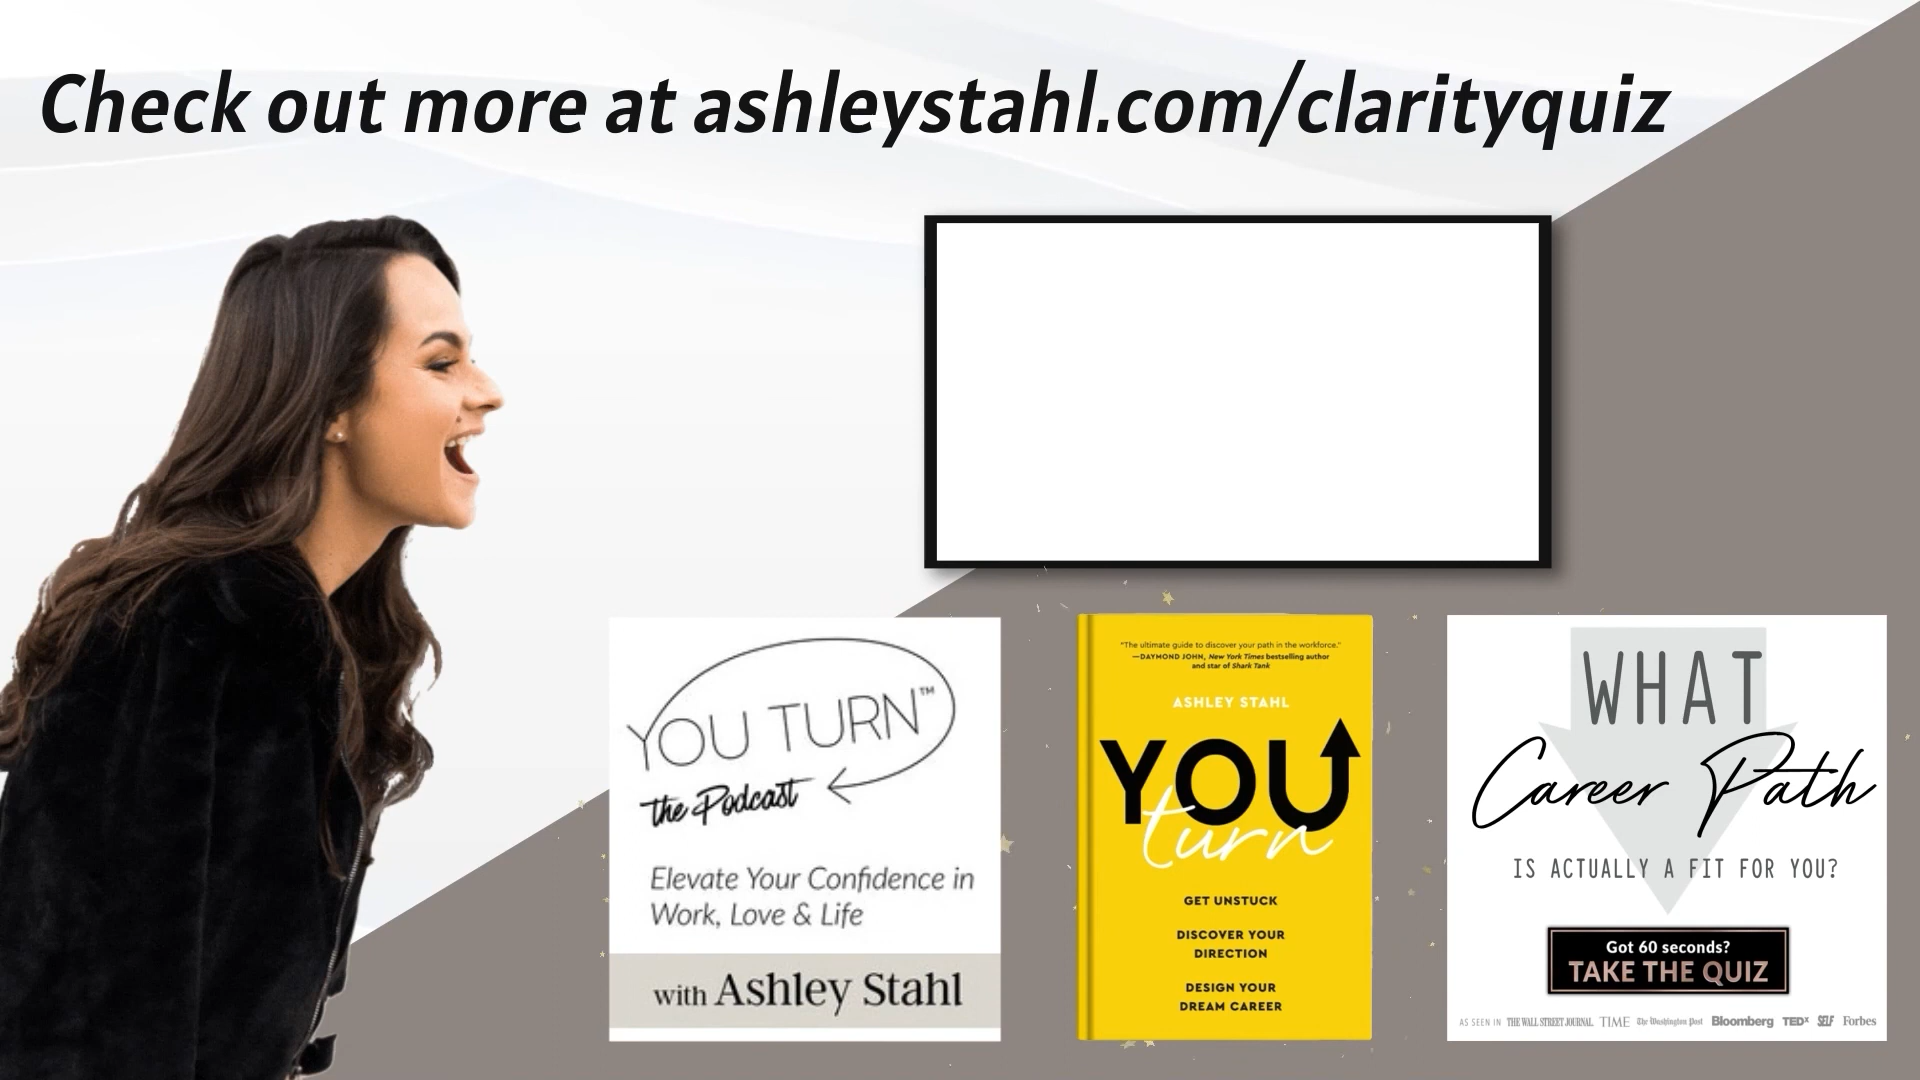 Check out more at ashleystahl.com/clarityquiz
YOU TURN™
the Podcast
Elevate Your Confidence in
Work, Love & Life
with Ashley Stahl
"The ultimate guide to discover your path in the workforce."
—DAYMOND JOHN, New York Times bestselling author
and star of Shark Tank
ASHLEY STAHL
YOU
turn
GET UNSTUCK
DISCOVER YOUR
DIRECTION
DESIGN YOUR
DREAM CAREER
WHAT
Career Path
IS ACTUALLY A FIT FOR YOU?
Got 60 seconds?
TAKE THE QUIZ
AS SEEN IN THE WALL STREET JOURNAL. TIME The Washington Post Bloomberg TEDx SELF Forbes